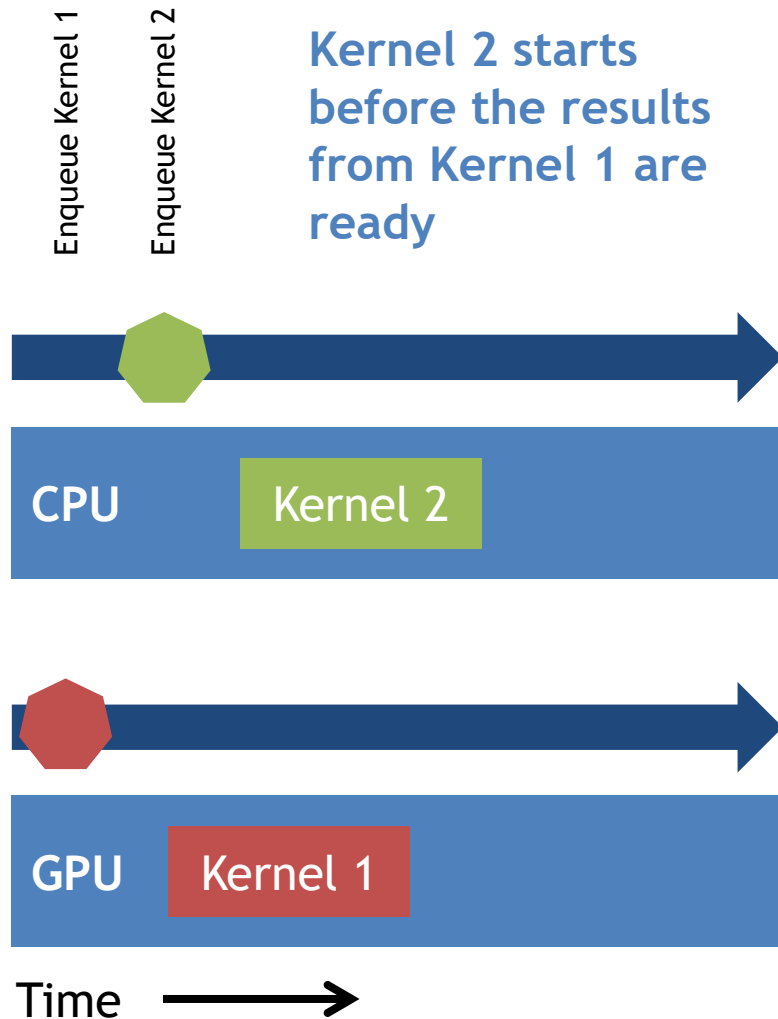 Enqueue Kernel 1
Enqueue Kernel 2
Kernel 2 starts
before the results
from Kernel 1 are
ready
CPU
Kernel 2
GPU
Kernel 1
Time